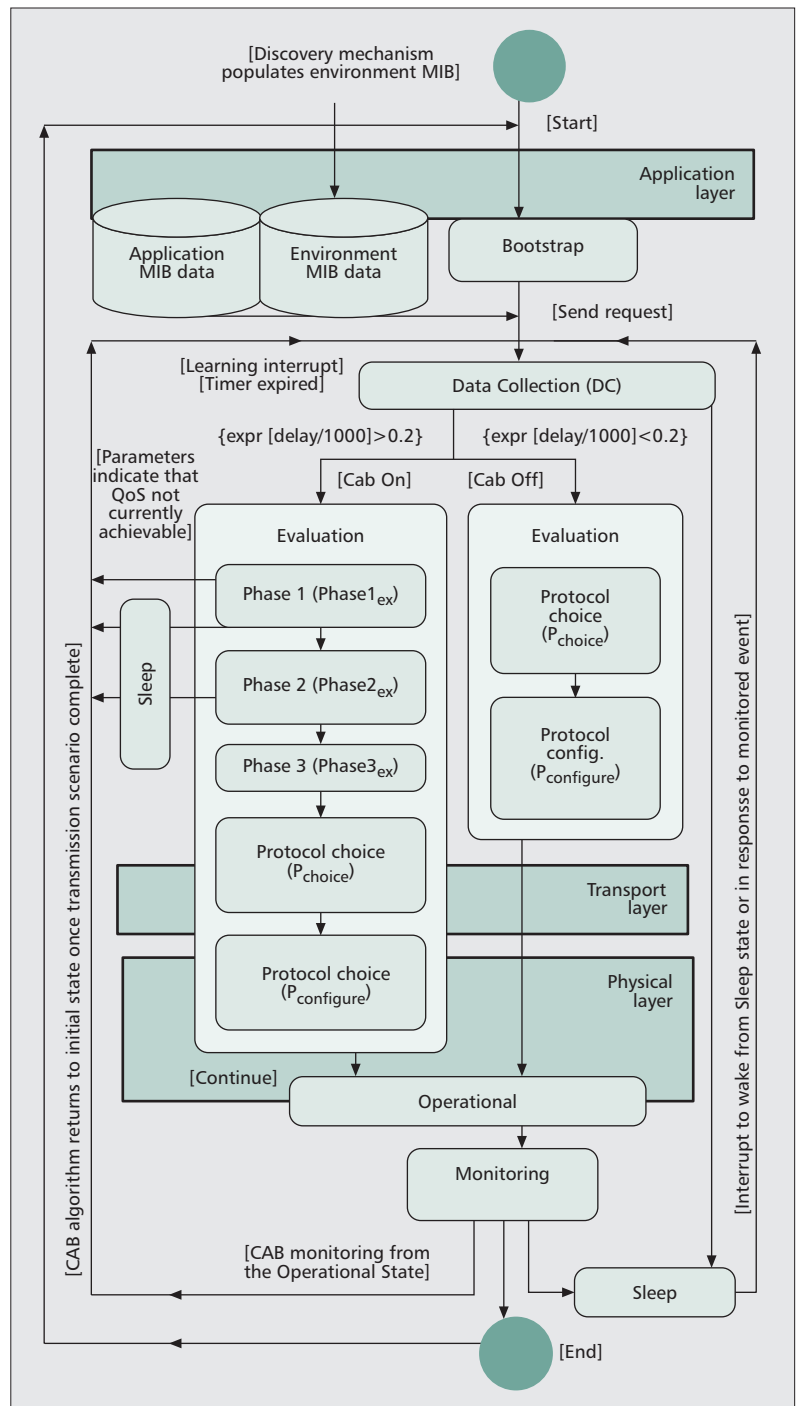 [Discovery mechanism
populates environment MIB]
[Start]
Application
layer
Application
MIB data
Environment
MIB data
Bootstrap
[Send request]
[Learning interrupt]
[Timer expired]
Data Collection (DC)
{expr [delay/1000]>0.2}
{expr [delay/1000]<0.2}
[Parameters
indicate that
QoS not
currently
achievable]
[Cab On]
[Cab Off]
Evaluation
Evaluation
Phase 1 (Phase1ex)
Protocol
choice
(Pchoice)
Sleep
Phase 2 (Phase2ex)
Protocol
config.
(Pconfigure)
Phase 3 (Phase3ex)
Protocol choice
(Pchoice)
Transport
layer
Protocol choice
(Pconfigure)
Physical
layer
[Continue]
Operational
Monitoring
[CAB monitoring from
the Operational State]
Sleep
[End]
[CAB algorithm returns to initial state once transmission scenario complete]
[Interrupt to wake from Sleep state or in responsse to monitored event]